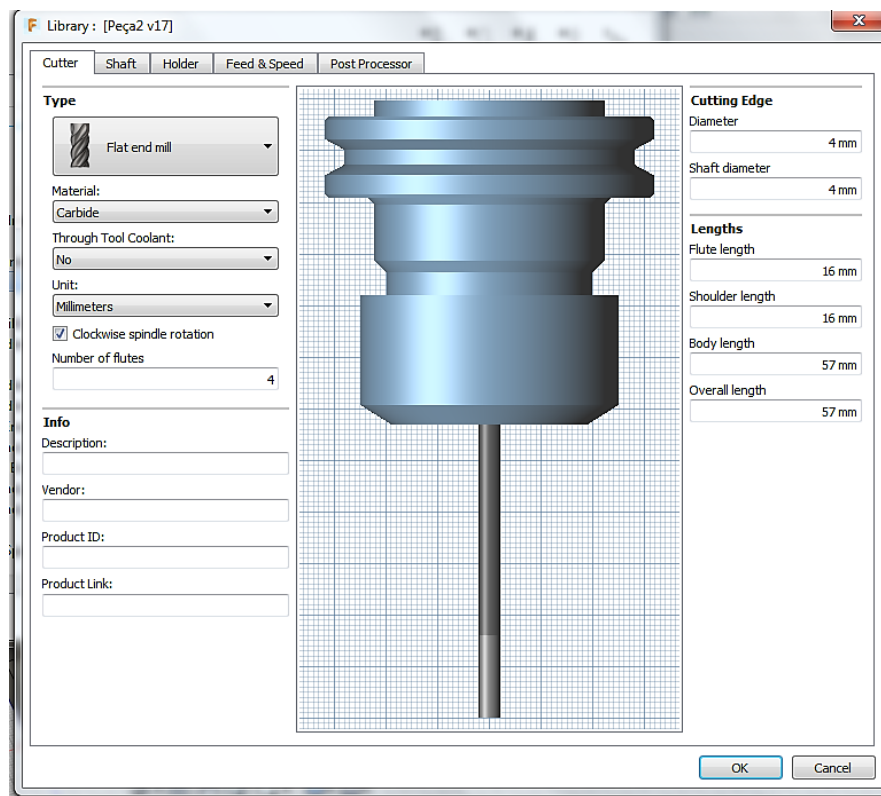 Library : [Peça2 v17]
Cutter Shaft Holder Feed & Speed Post Processor
Type
Flat end mill
Material:
Carbide
Through Tool Coolant:
No
Unit:
Millimeters
Clockwise spindle rotation
Number of flutes
4
Info
Description:
Vendor:
Product ID:
Product Link:
Cutting Edge
Diameter
4 mm
Shaft diameter
4 mm
Lengths
Flute length
16 mm
Shoulder length
16 mm
Body length
57 mm
Overall length
57 mm
OK Cancel